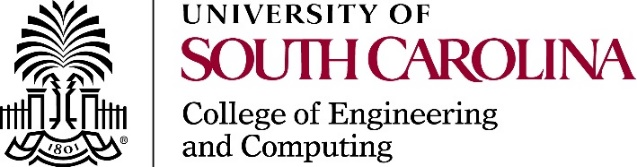 UNIVERSITY OF
SOUTH CAROLINA
College of Engineering
and Computing
1801
®